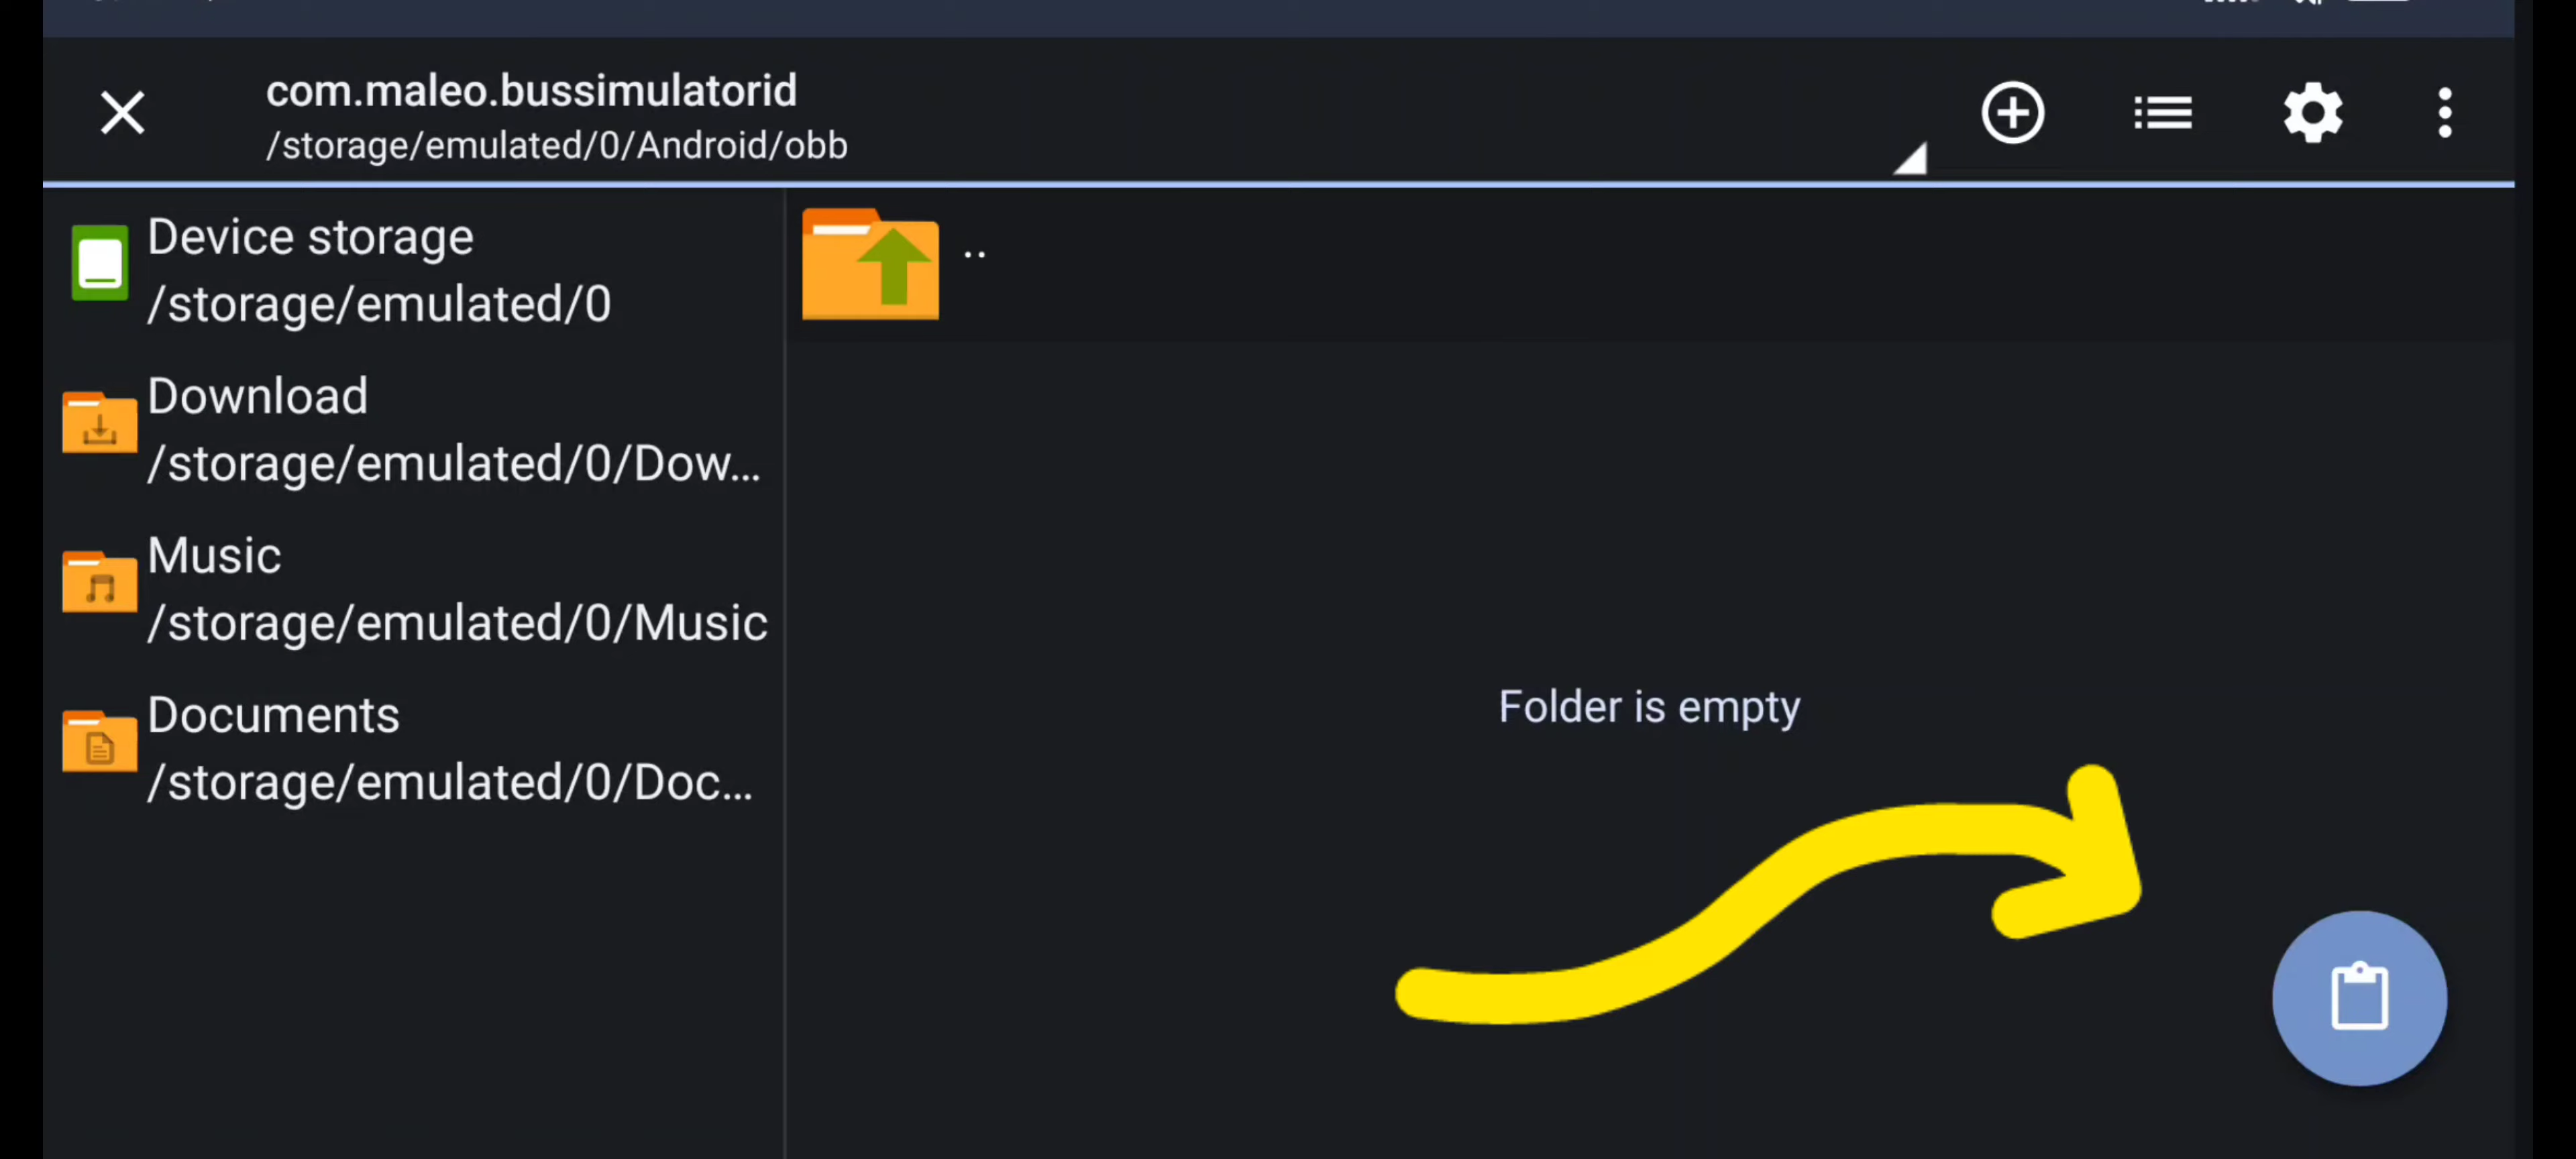 com.maleo.bussimulatorid
/storage/emulated/0/Android/obb
Device storage
/storage/emulated/0
Download
/storage/emulated/0/Dow...
Music
/storage/emulated/0/Music
Documents
/storage/emulated/0/Doc...
..
Folder is empty